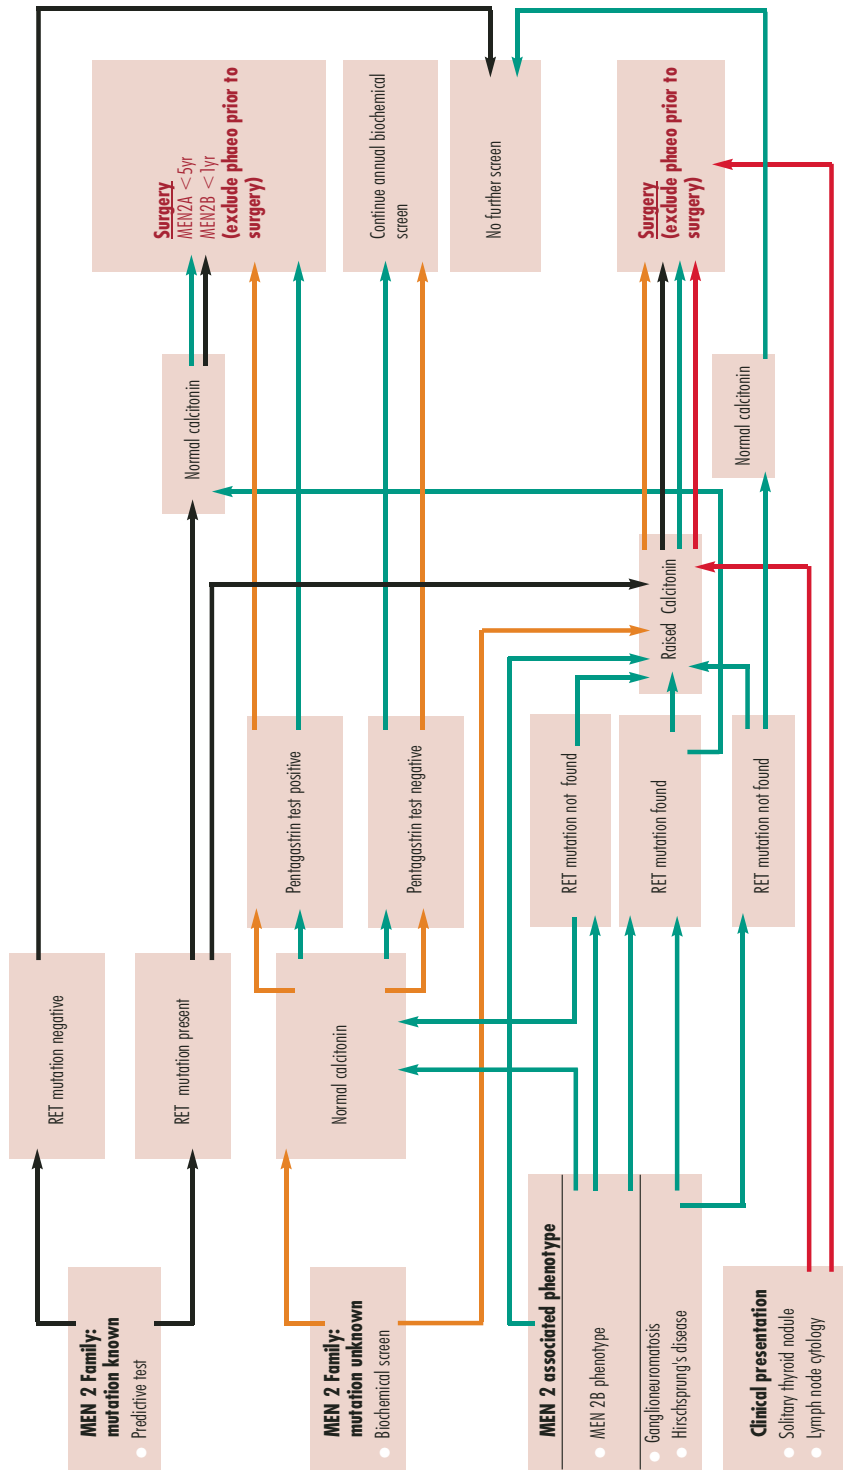 MEN 2 Family:
mutation known
Predictive test
RET mutation negative
RET mutation present
Normal calcitonin
Surgery
MEN2A <5yr
MEN2B <1yr
(exclude phaeo prior to
surgery)
MEN 2 Family:
mutation unknown
Biochemical screen
Normal calcitonin
Pentagastrin test positive
Pentagastrin test negative
Continue annual biochemical
screen
No further screen
MEN 2 associated phenotype
MEN 2B phenotype
Ganglioneuromatosis
Hirschsprung's disease
RET mutation not found
RET mutation found
RET mutation not found
Raised Calcitonin
Normal calcitonin
Surgery
(exclude phaeo prior to
surgery)
Clinical presentation
Solitary thyroid nodule
Lymph node cytology